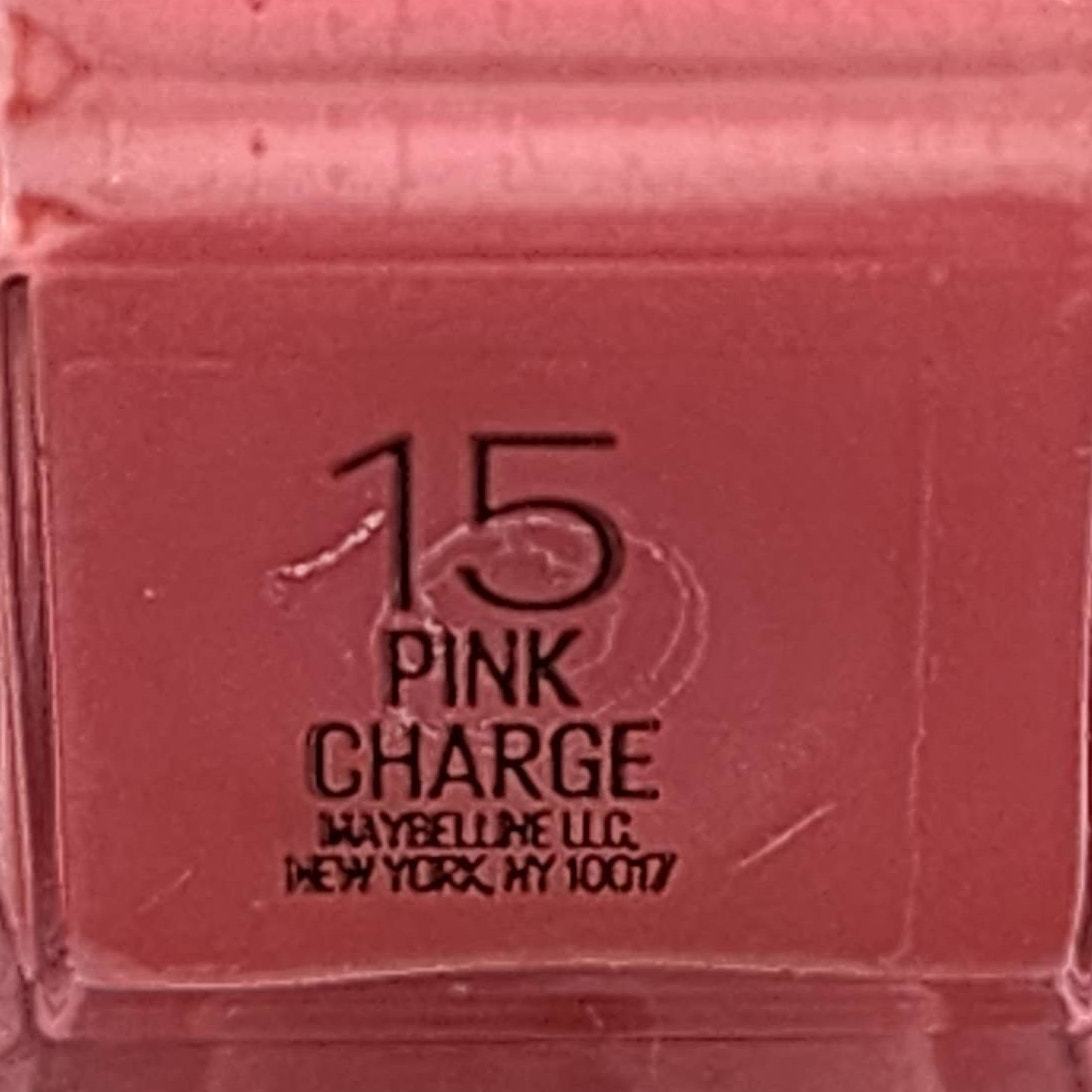 15
PINK
CHARGE
MAYBELLINE LLC,
NEW YORK, NY 10017